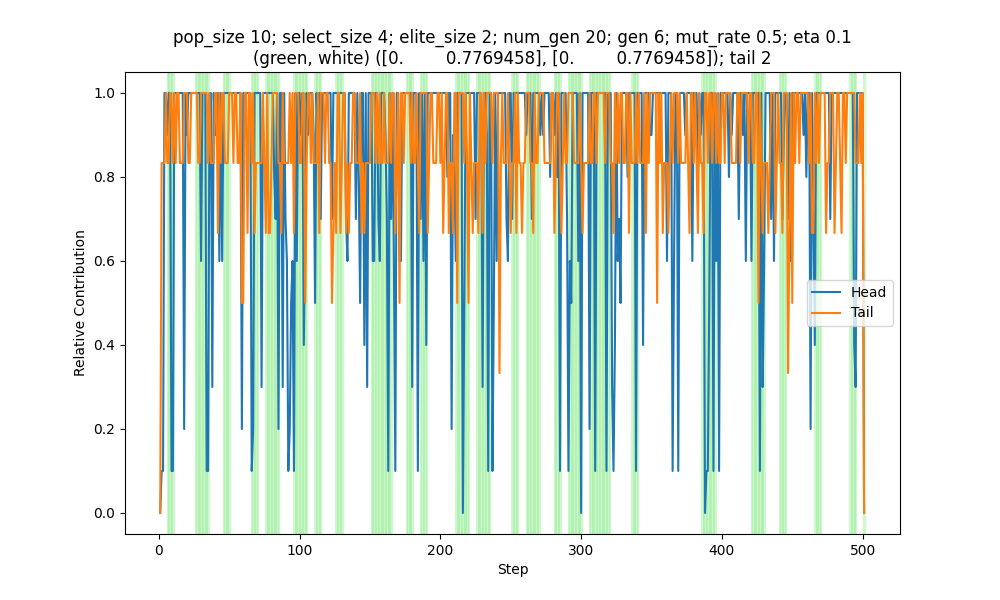 pop_size 10; select_size 4; elite_size 2; num_gen 20; gen 6; mut_rate 0.5; eta 0.1
(green, white) ([0.        0.7769458], [0.        0.7769458]); tail 2
1.0
0.8
0.6
0.4
0.2
0.0
Relative Contribution
Head
Tail
0
100
200
300
400
500
Step